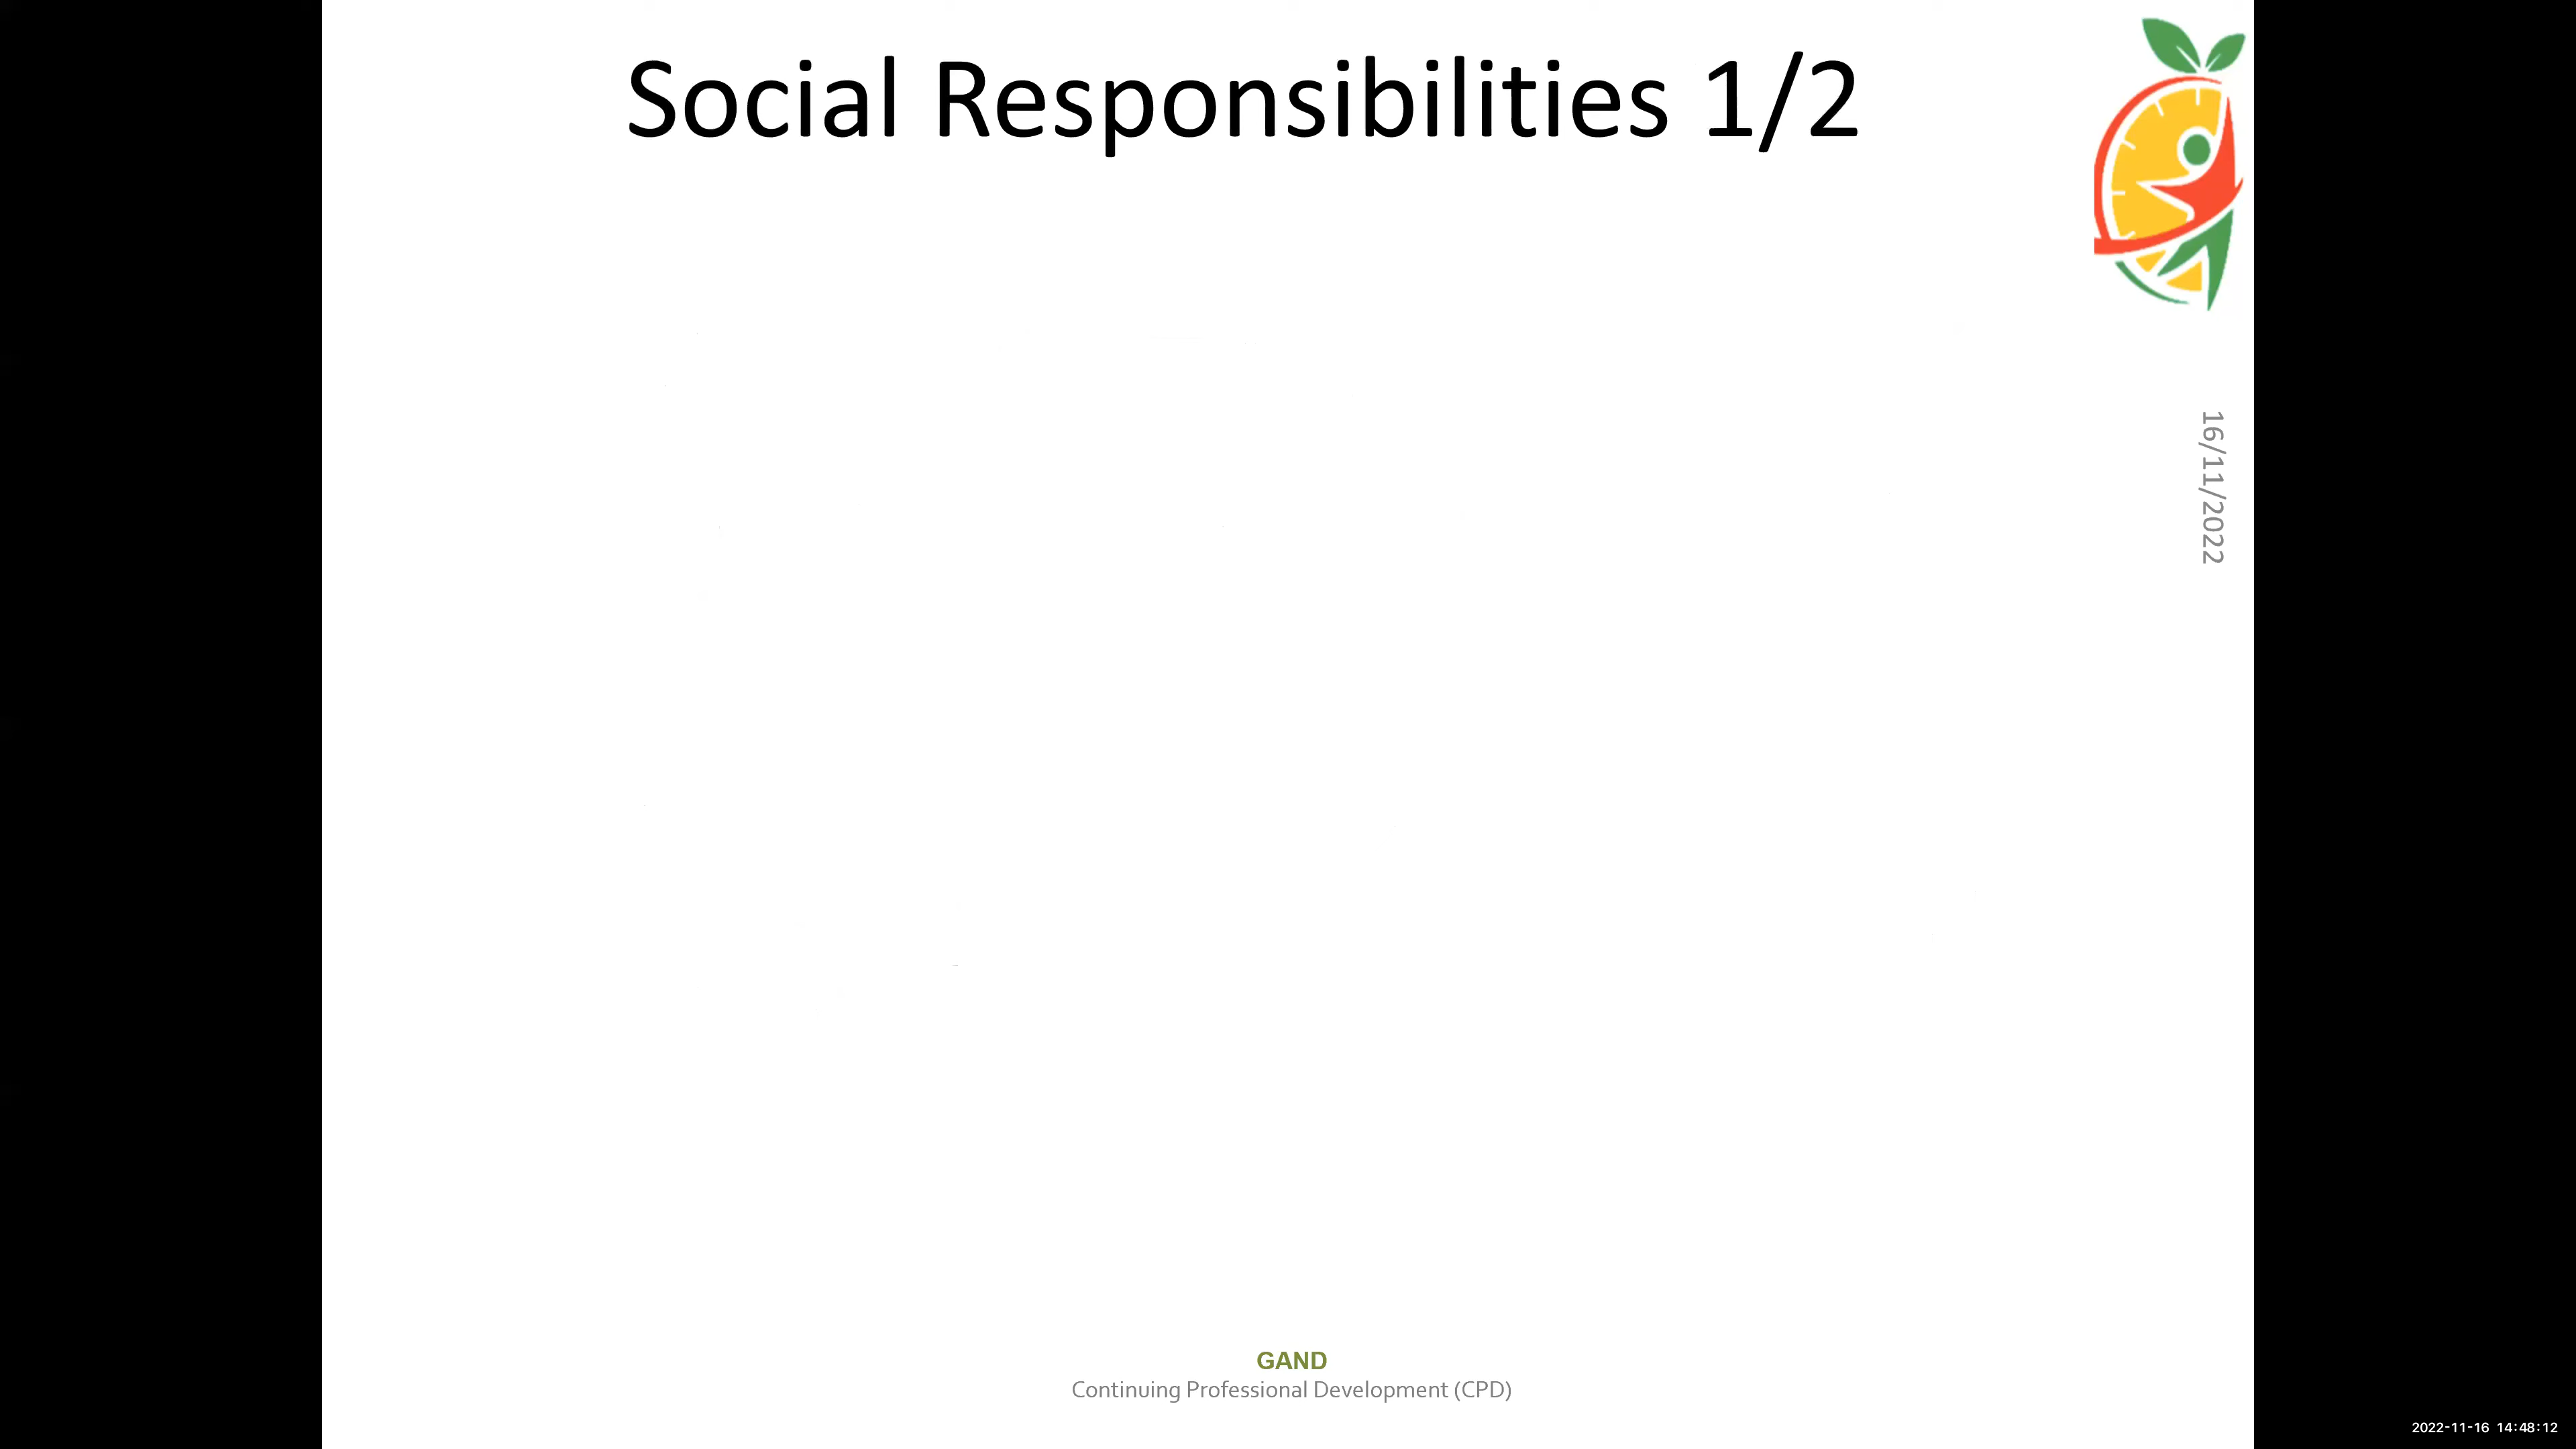 Social Responsibilities 1/2
16/11/2022
GAND
Continuing Professional Development (CPD)
2022-11-16 14:48:12